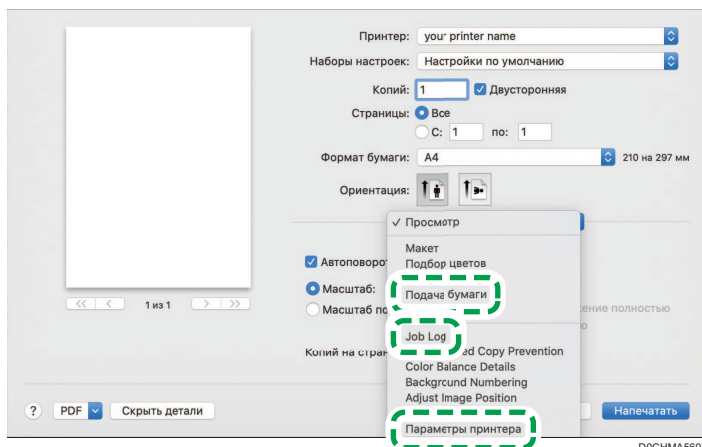 Принтер: your printer name
Наборы настроек: Настройки по умолчанию
Копий: 1 Двусторонняя
Страницы: Все
С: 1 по: 1
Формат бумаги: A4 210 на 297 мм
Ориентация:
✓ Просмотр
Макет
Автоповорот
Подбор цветов
Масштаб:
Подача бумаги
<< < 1 из 1 > >>
Масштаб по
полностью
Job Log
Копий на стран
ed Copy Prevention
Color Balance Details
Background Numbering
Adjust Image Position
? PDF Скрыть детали
Параметры принтера
Напечатать
D0CHMA560